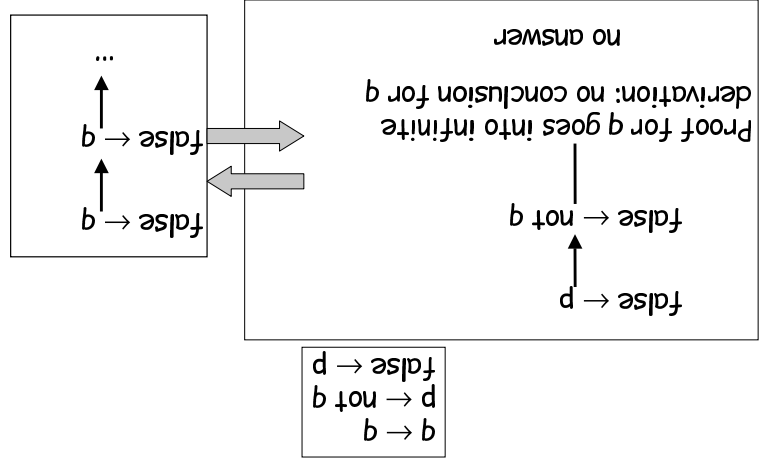 q ← q
p ← not q
false ← p
false ← p
false ← not q
Proof for q goes into infinite
derivation: no conclusion for q
no answer
false ← q
false ← q
...